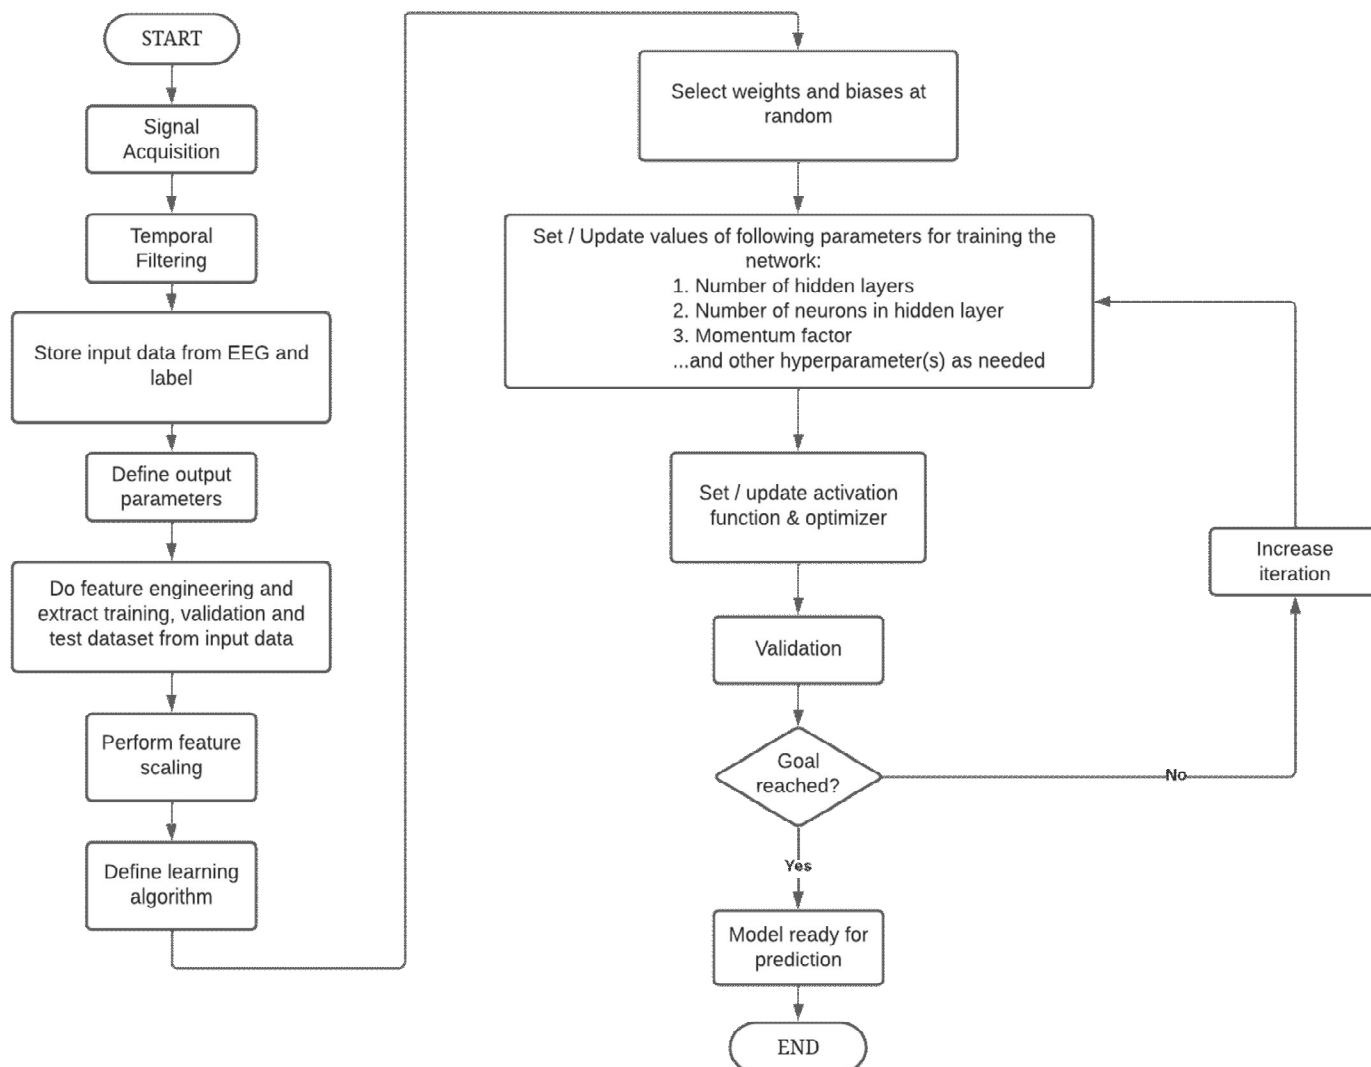 START
Signal
Acquisition
Temporal
Filtering
Store input data from EEG and
label
Define output
parameters
Do feature engineering and
extract training, validation and
test dataset from input data
Perform feature
scaling
Define learning
algorithm
Select weights and biases at
random
Set / Update values of following parameters for training the
network:
1. Number of hidden layers
2. Number of neurons in hidden layer
3. Momentum factor
...and other hyperparameter(s) as needed
Set / update activation
function & optimizer
Validation
Goal
reached?
No
Increase
iteration
Yes
Model ready for
prediction
END